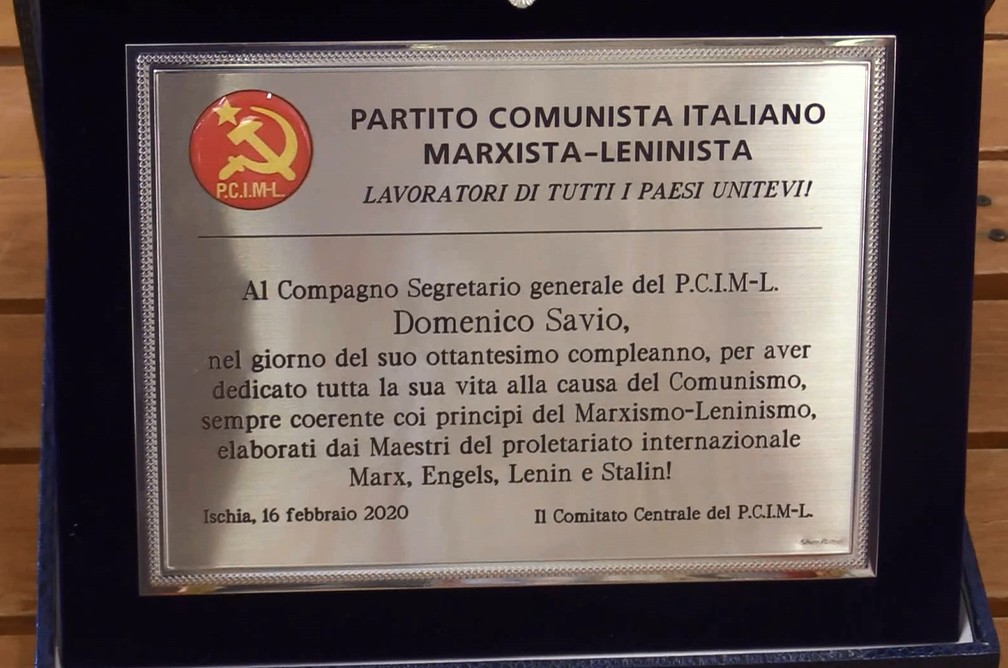 P.C.I.M-L.
PARTITO COMUNISTA ITALIANO
MARXISTA-LENINISTA
LAVORATORI DI TUTTI I PAESI UNITEVI!
Al Compagno Segretario generale del P.C.I.M-L.
Domenico Savio,
nel giorno del suo ottantesimo compleanno, per aver
dedicato tutta la sua vita alla causa del Comunismo,
sempre coerente coi principi del Marxismo-Leninismo,
elaborati dai Maestri del proletariato internazionale
Marx, Engels, Lenin e Stalin!
Ischia, 16 febbraio 2020
Il Comitato Centrale del P.C.I.M-L.